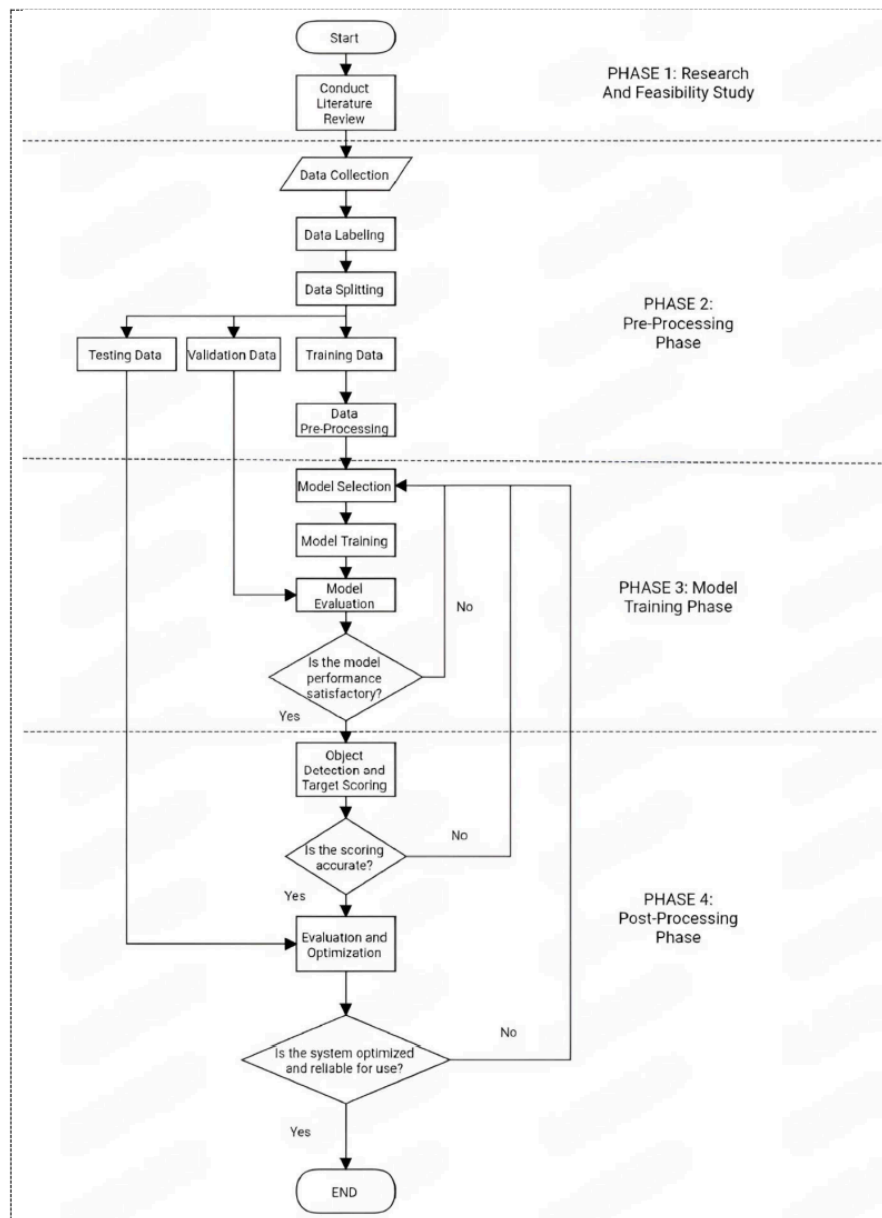 Start
PHASE 1: Research
And Feasibility Study
Conduct
Literature
Review
Data Collection
Data Labeling
Data Splitting
PHASE 2:
Pre-Processing
Phase
Testing Data
Validation Data
Training Data
Data
Pre-Processing
Model Selection
Model Training
PHASE 3: Model
Training Phase
Model
Evaluation
No
Is the model
performance
satisfactory?
Yes
Object
Detection and
Target Scoring
No
Is the scoring
accurate?
Yes
PHASE 4:
Post-Processing
Phase
Evaluation and
Optimization
No
Is the system optimized
and reliable for use?
Yes
END